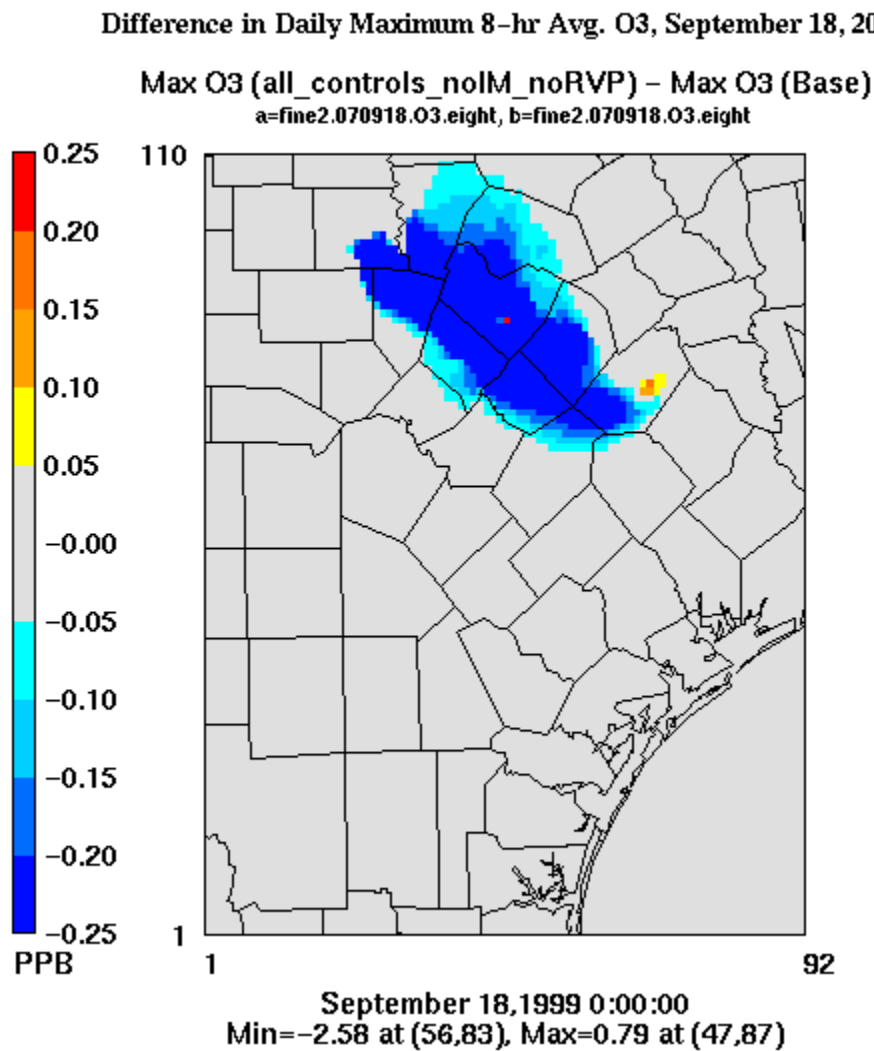 Difference in Daily Maximum 8-hr Avg. O3, September 18, 20
Max O3 (all_controls_noIM_noRVP) - Max O3 (Base)
a=fine2.070918.O3.eight, b=fine2.070918.O3.eight
0.25
0.20
0.15
0.10
0.05
-0.00
-0.05
-0.10
-0.15
-0.20
-0.25
PPB
110
1
1
92
September 18,1999 0:00:00
Min=-2.58 at (56,83), Max=0.79 at (47,87)